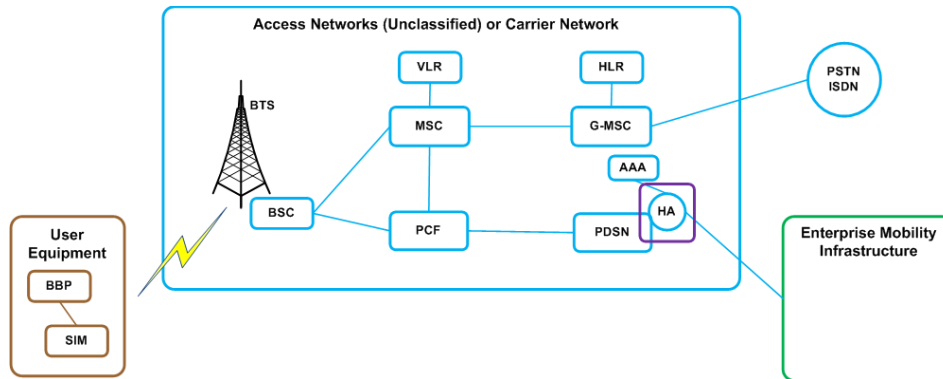 Access Networks (Unclassified) or Carrier Network
VLR
HLR
PSTN
ISDN
BTS
MSC
G-MSC
AAA
BSC
HA
PCF
PDSN
User
Equipment
Enterprise Mobility
Infrastructure
BBP
SIM